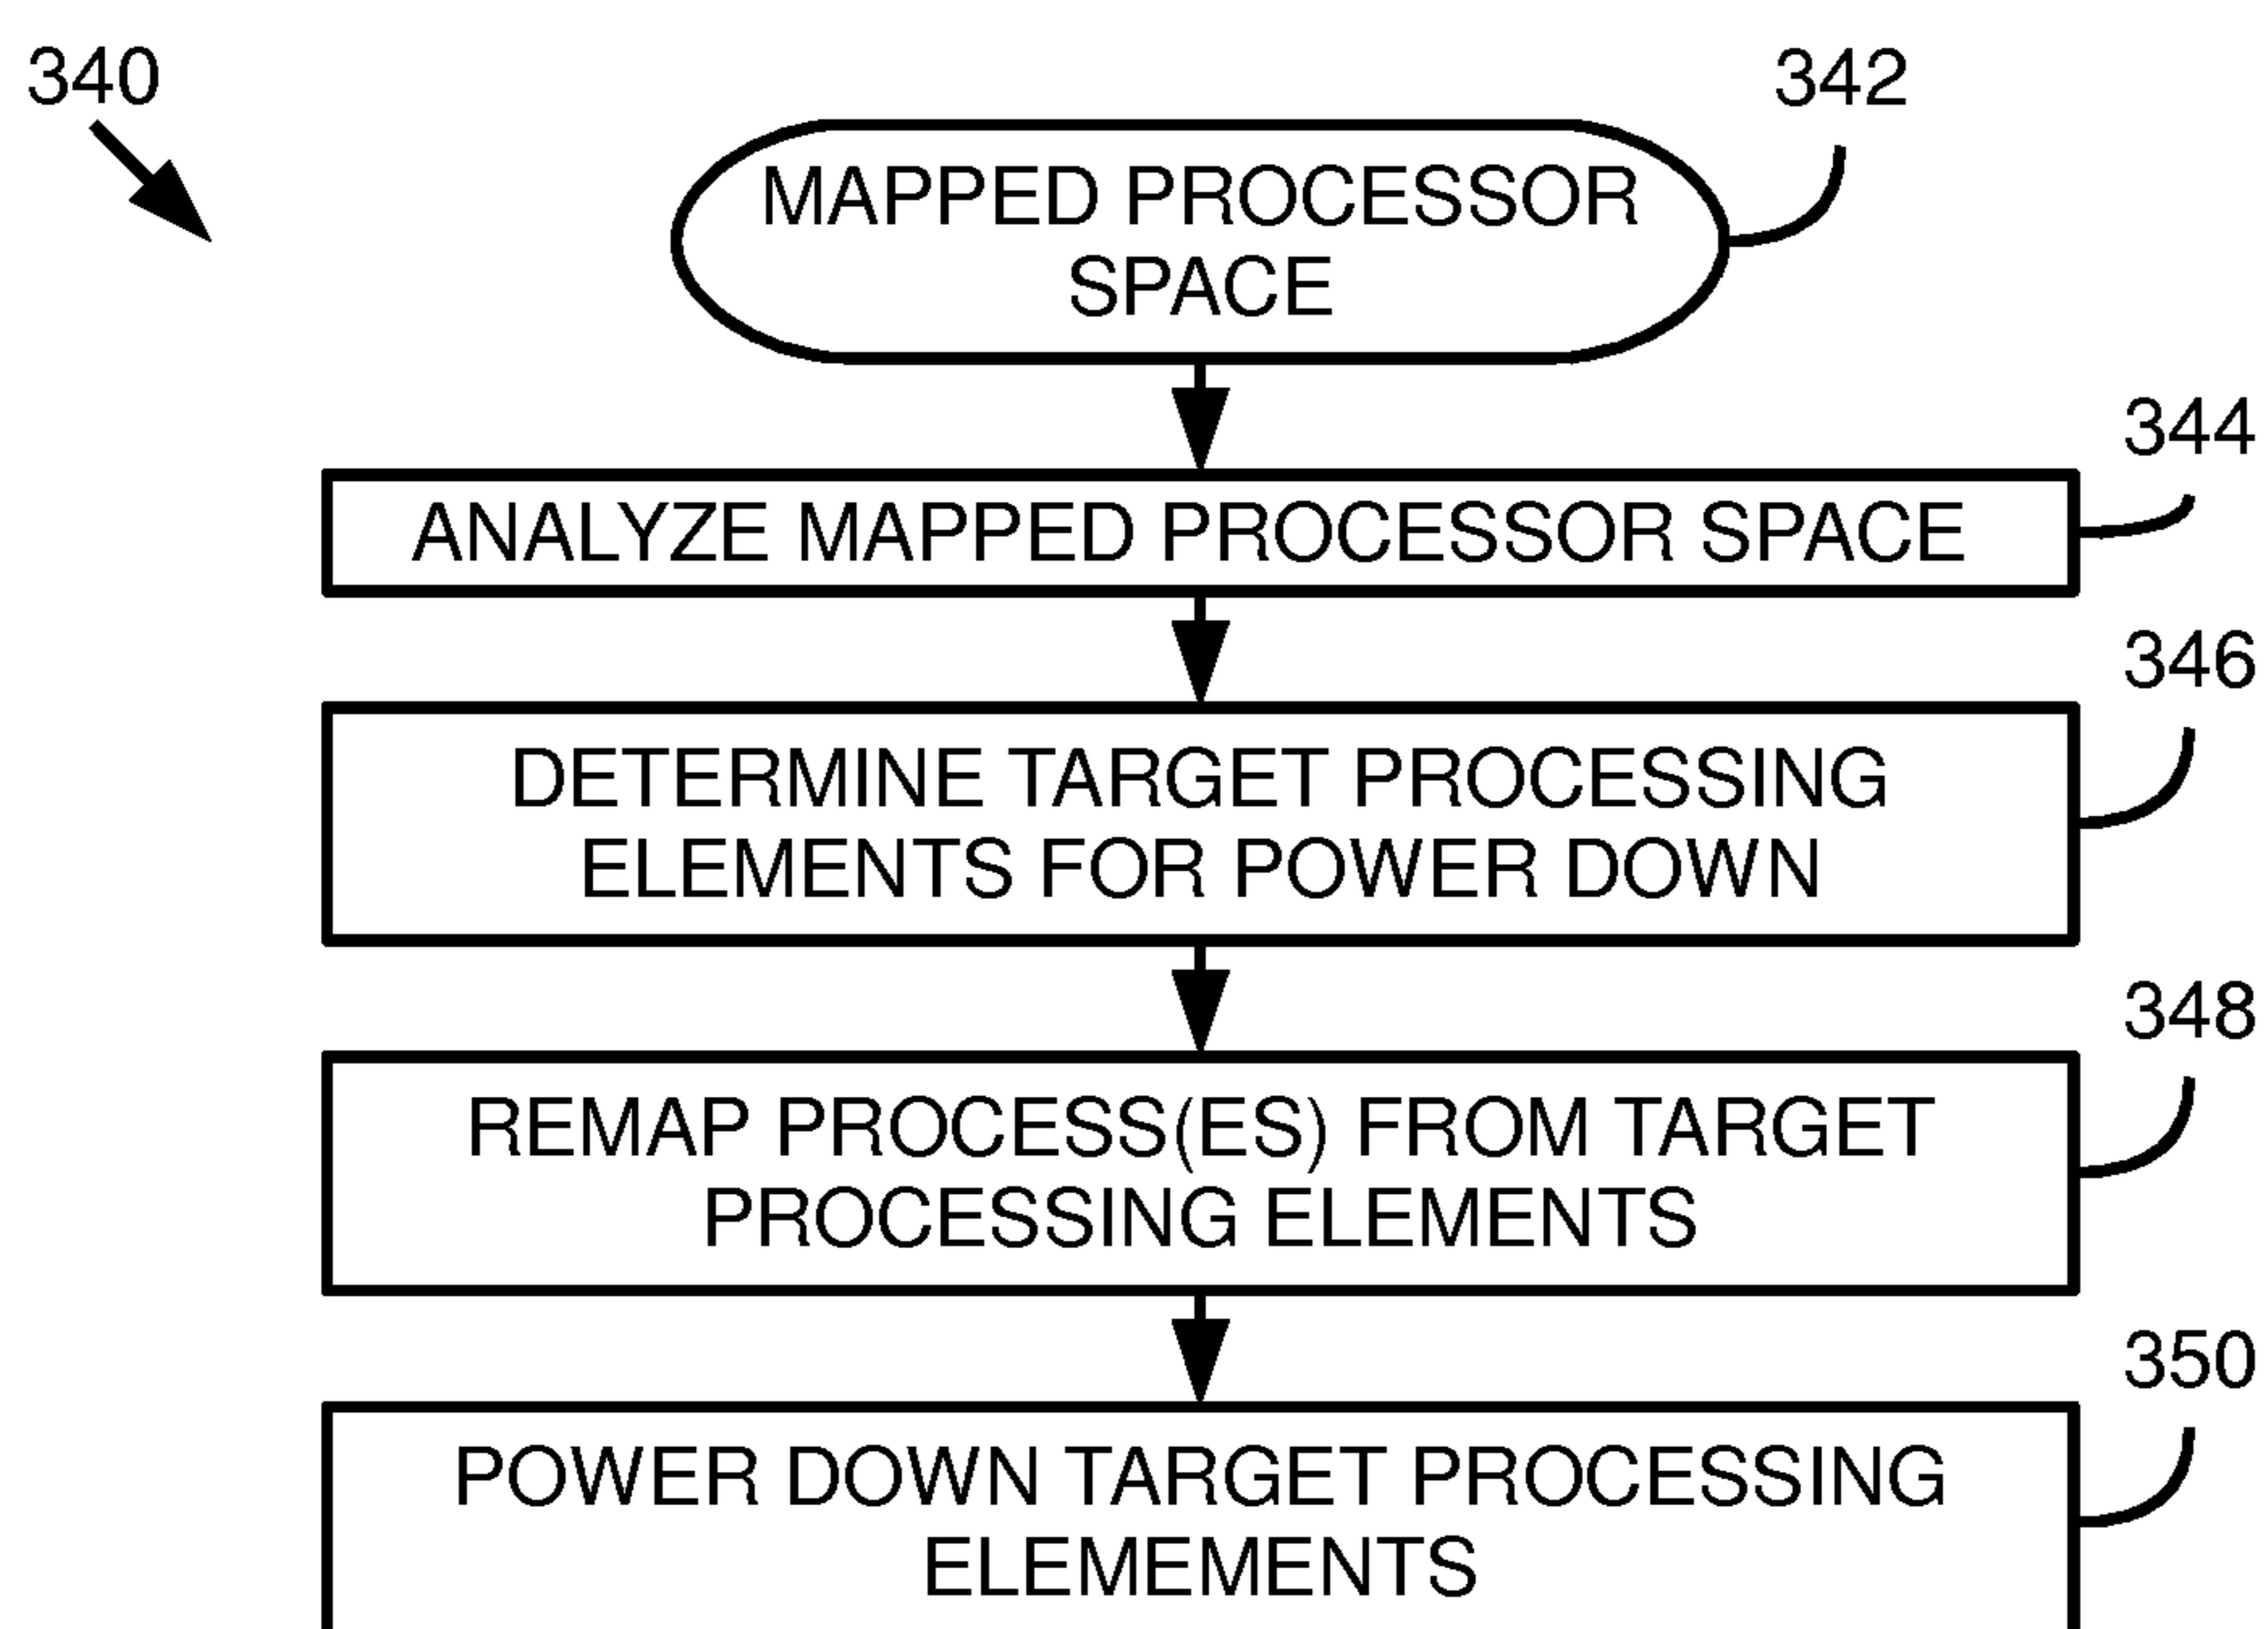 340
342
MAPPED PROCESSOR
SPACE
344
ANALYZE MAPPED PROCESSOR SPACE
346
DETERMINE TARGET PROCESSING
ELEMENTS FOR POWER DOWN
348
REMAP PROCESS(ES) FROM TARGET
PROCESSING ELEMENTS
350
POWER DOWN TARGET PROCESSING
ELEMEMENTS